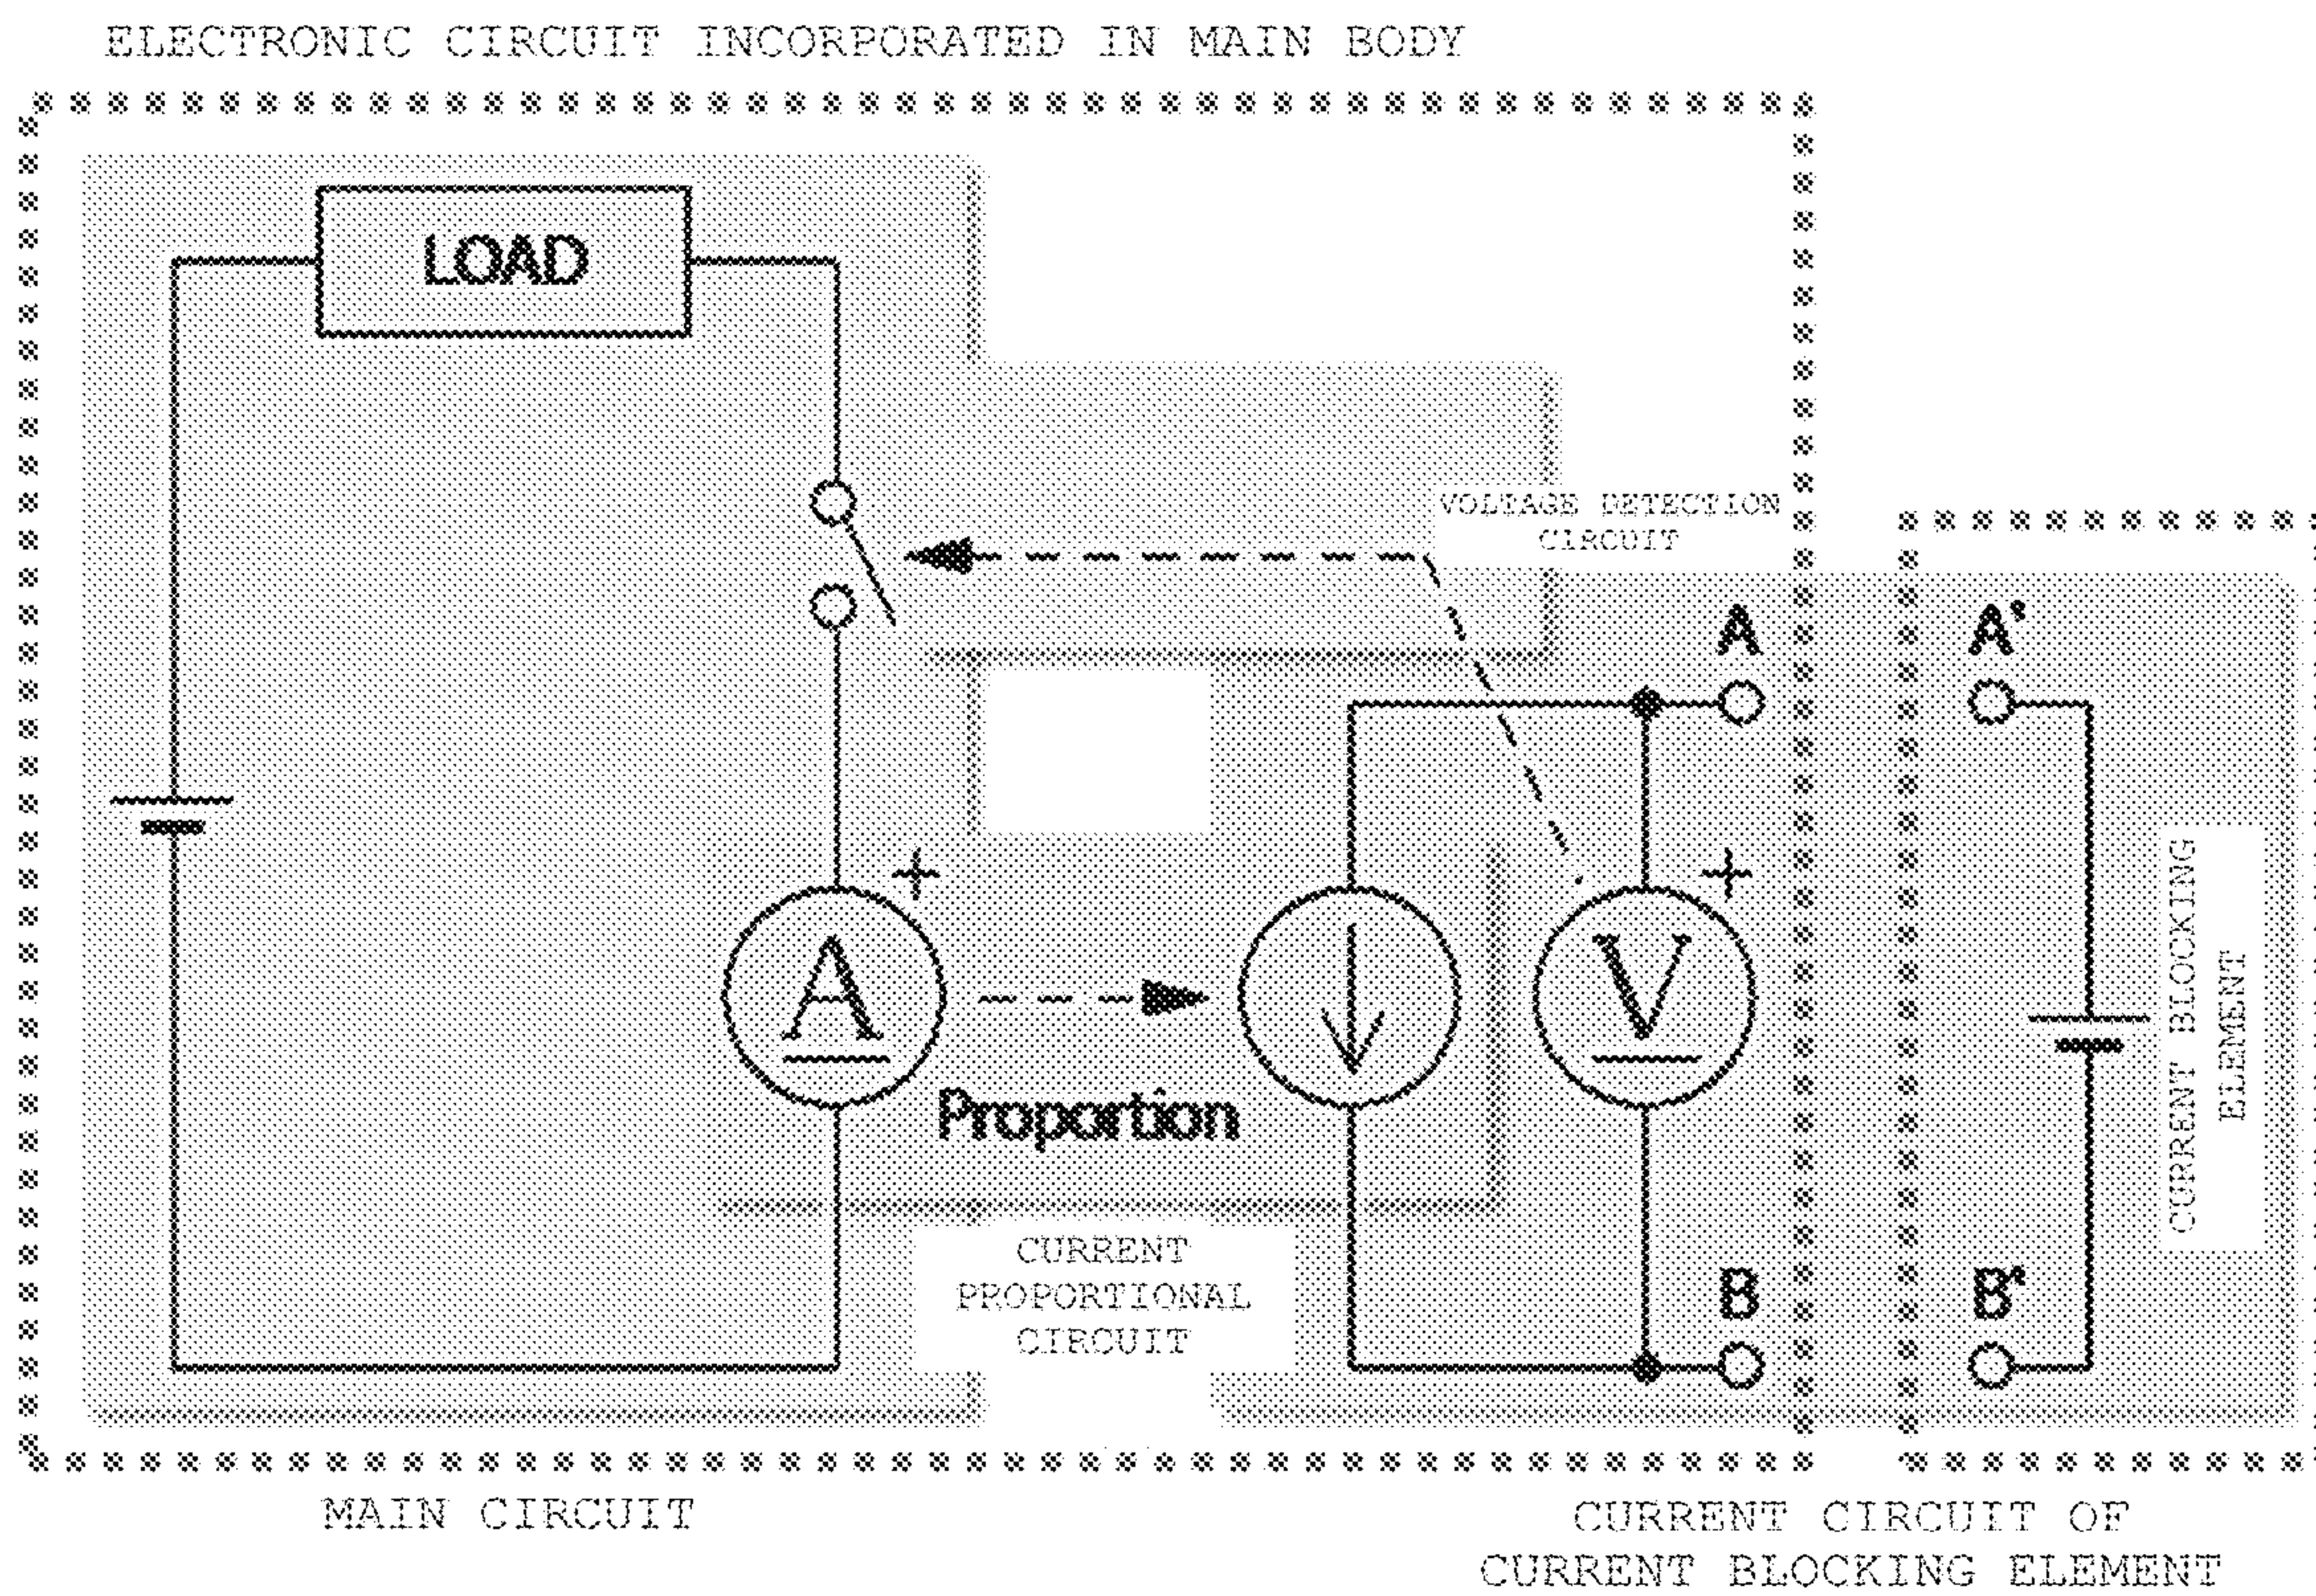 ELECTRONIC CIRCUIT INCORPORATED IN MAIN BODY
LOAD
VOLTAGE DETECTION
CIRCUIT
A
A'
+
+
A
V
CURRENT BLOCKING
ELEMENT
Proportion
CURRENT
PROPORTIONAL
CIRCUIT
B
B'
MAIN CIRCUIT
CURRENT CIRCUIT OF
CURRENT BLOCKING ELEMENT